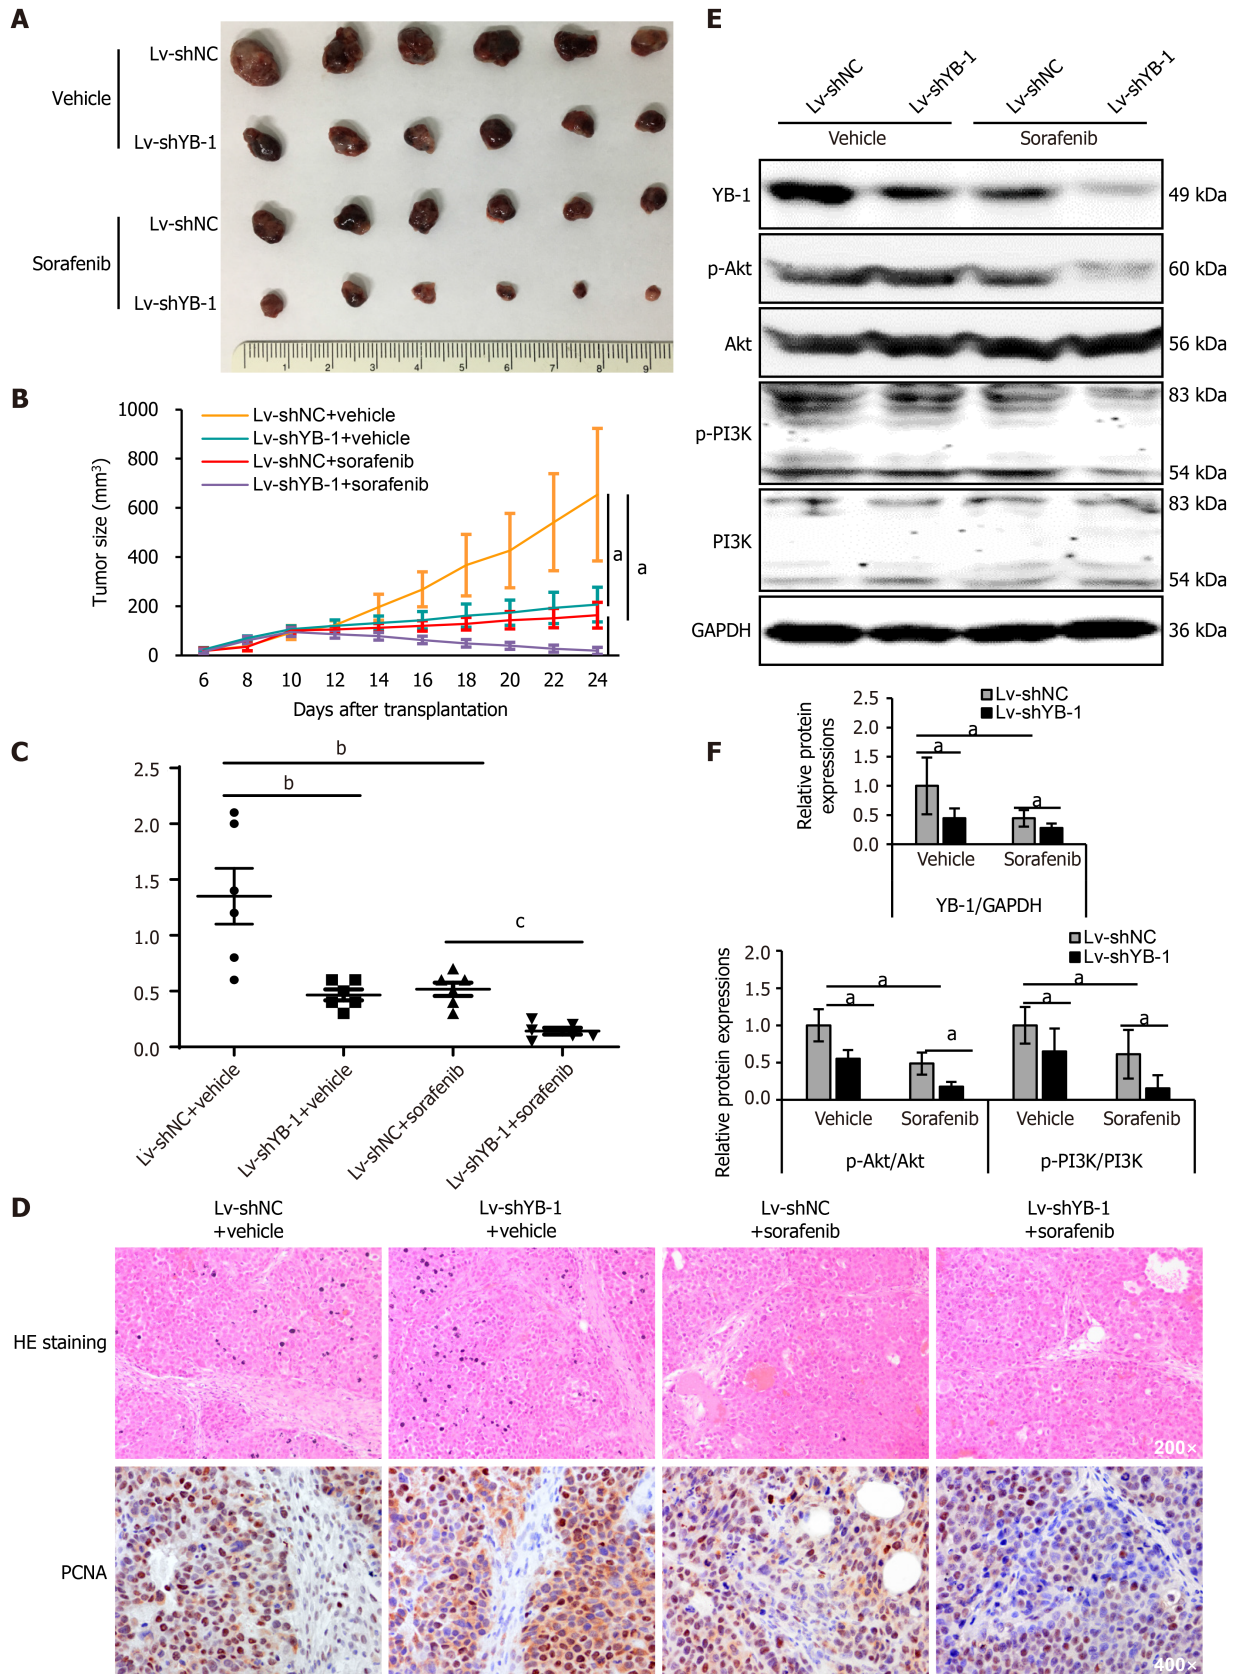 A
Vehicle
Lv-shNC
Lv-shYB-1
Sorafenib
Lv-shNC
Lv-shYB-1
1 2 3 4 5 6 7 8 9
B
Tumor size (mm³)
1000
800
600
400
200
0
Lv-shNC+vehicle
Lv-shYB-1+vehicle
Lv-shNC+sorafenib
Lv-shYB-1+sorafenib
a
a
6 8 10 12 14 16 18 20 22 24
Days after transplantation
C
2.5
2.0
1.5
1.0
0.5
0.0
b
b
c
Lv-shNC+vehicle
Lv-shYB-1+vehicle
Lv-shNC+sorafenib
Lv-shYB-1+sorafenib
D
Lv-shNC
+vehicle
Lv-shYB-1
+vehicle
Lv-shNC
+sorafenib
Lv-shYB-1
+sorafenib
HE staining
200×
PCNA
400×
E
Lv-shNC
Lv-shYB-1
Lv-shNC
Lv-shYB-1
Vehicle
Sorafenib
YB-1
49 kDa
p-Akt
60 kDa
Akt
56 kDa
p-PI3K
83 kDa
54 kDa
PI3K
83 kDa
54 kDa
GAPDH
36 kDa
F
Relative protein
expressions
2.5
2.0
1.5
1.0
0.5
0.0
Lv-shNC
Lv-shYB-1
a
a
a
Vehicle
Sorafenib
YB-1/GAPDH
Relative protein expressions
2.0
1.5
1.0
0.5
0.0
Lv-shNC
Lv-shYB-1
a
a
a
a
a
a
Vehicle
Sorafenib
Vehicle
Sorafenib
p-Akt/Akt
p-PI3K/PI3K